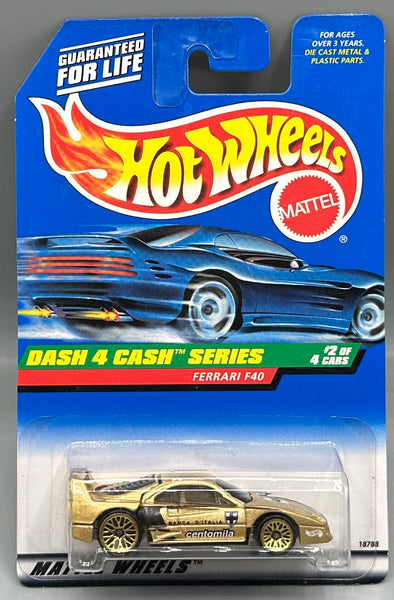 GUARANTEED
FOR LIFE
FOR AGES
OVER 3 YEARS.
DIE CAST METAL &
PLASTIC PARTS.
Hot Wheels
MATTEL
®
DASH 4 CASH™ SERIES
#2 OF
4 CARS
FERRARI F40
BANCA D'ITALIA
centomila
18783
WHEELS